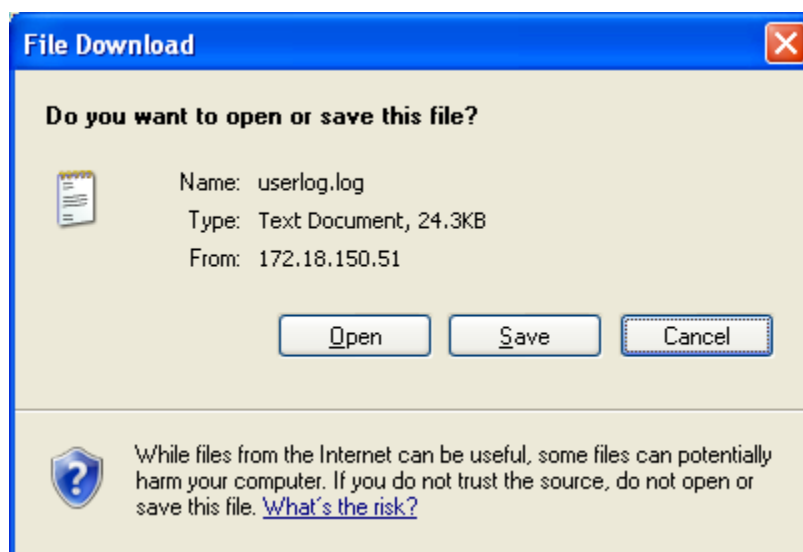 File Download
Do you want to open or save this file?
Name: userlog.log
Type: Text Document, 24.3KB
From: 172.18.150.51
Open Save Cancel
While files from the Internet can be useful, some files can potentially
harm your computer. If you do not trust the source, do not open or
save this file. What's the risk?